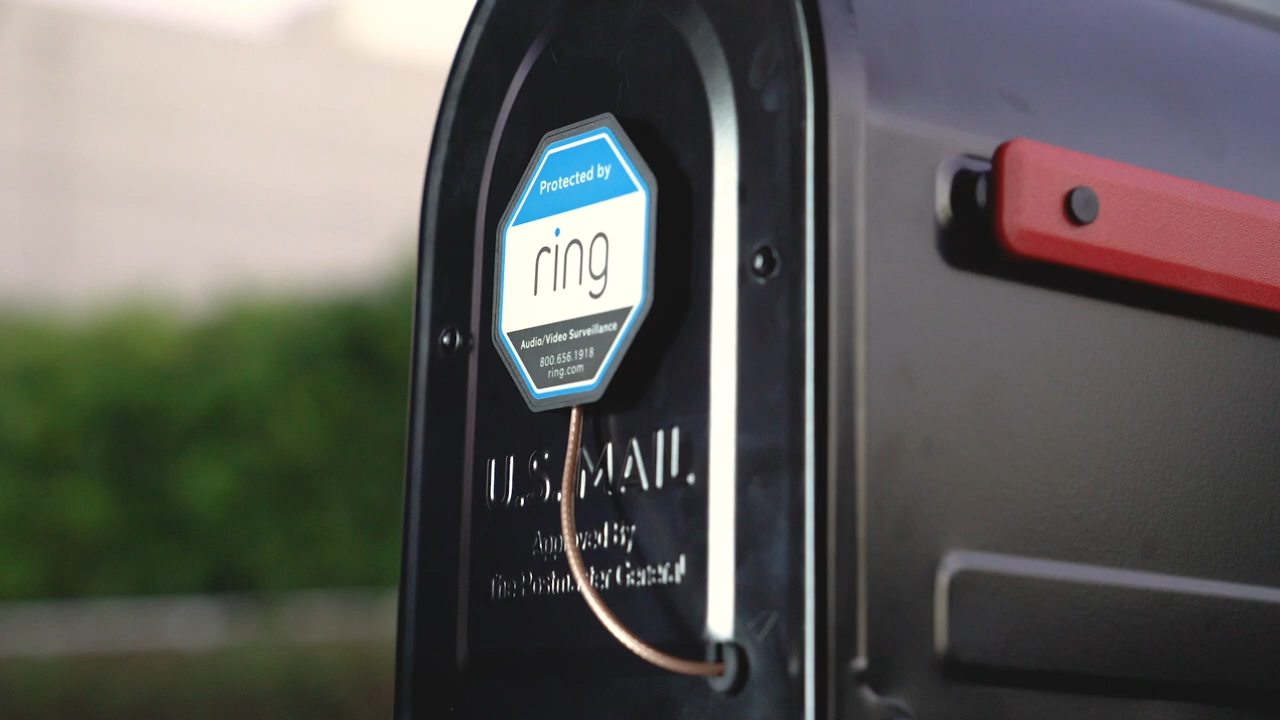 Protected by
ring
Audio/Video Surveillance
800.656.1918
ring.com
U.S. MAIL
Approved By
The Postmaster General